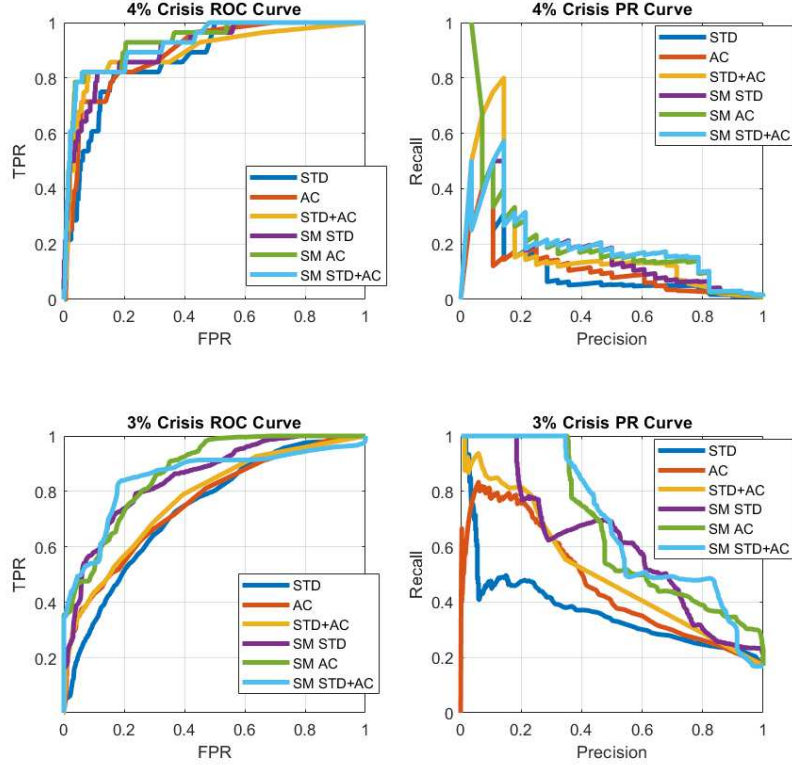 4% Crisis ROC Curve
1
0.8
0.6
0.4
0.2
0
TPR
0
0.2
0.4
0.6
0.8
1
FPR
STD
AC
STD+AC
SM STD
SM AC
SM STD+AC
4% Crisis PR Curve
1
0.8
0.6
0.4
0.2
0
Recall
0
0.2
0.4
0.6
0.8
1
Precision
STD
AC
STD+AC
SM STD
SM AC
SM STD+AC
3% Crisis ROC Curve
1
0.8
0.6
0.4
0.2
TPR
0
0.2
0.4
0.6
0.8
1
FPR
STD
AC
STD+AC
SM STD
SM AC
SM STD+AC
3% Crisis PR Curve
1
0.8
0.6
0.4
0.2
0
Recall
0
0.2
0.4
0.6
0.8
1
Precision
STD
AC
STD+AC
SM STD
SM AC
SM STD+AC